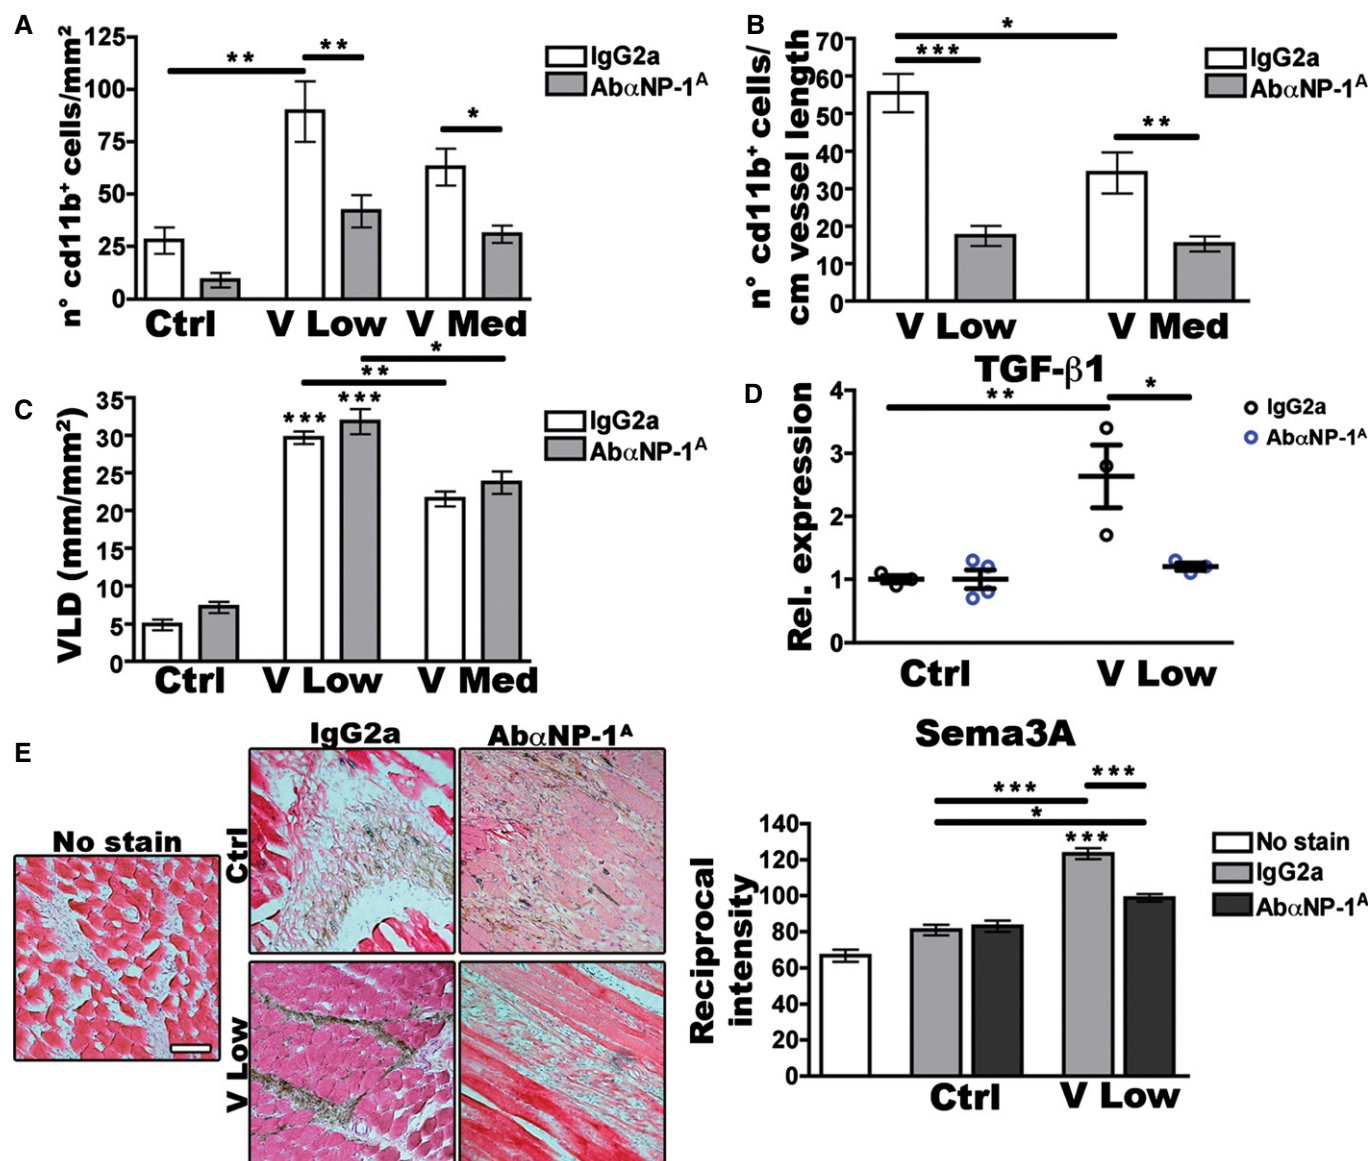 A
n° cd11b⁺ cells/mm²
125
100
75
50
25
0
**
**
*
IgG2a
AbαNP-1ᴬ
Ctrl
V Low
V Med
B
n° cd11b⁺ cells/
cm vessel length
70
60
50
40
30
20
10
0
*
***
**
IgG2a
AbαNP-1ᴬ
V Low
V Med
C
VLD (mm/mm²)
35
30
25
20
15
10
5
0
*
**
***
***
IgG2a
AbαNP-1ᴬ
Ctrl
V Low
V Med
D
TGF-β1
Rel. expression
4
3
2
1
0
**
*
IgG2a
AbαNP-1ᴬ
Ctrl
V Low
E
No stain
IgG2a
AbαNP-1ᴬ
Ctrl
V Low
Sema3A
Reciprocal
intensity
140
120
100
80
60
40
20
0
***
***
*
***
No stain
IgG2a
AbαNP-1ᴬ
Ctrl
V Low